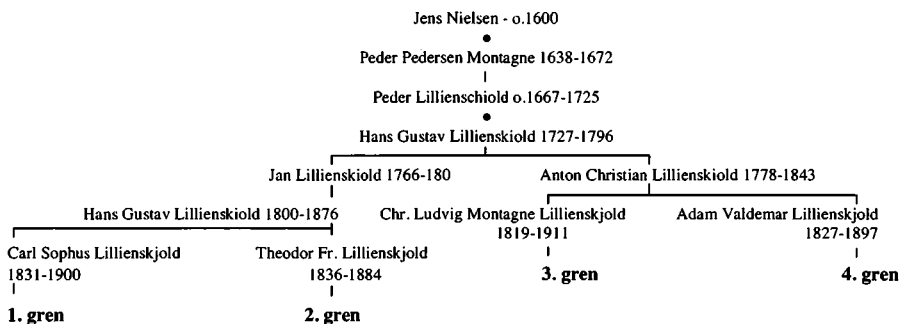 Jens Nielsen - o.1600
Peder Pedersen Montagne 1638-1672
Peder Lillienschiold o.1667-1725
Hans Gustav Lillienskiold 1727-1796
Jan Lillienskiold 1766-180
Anton Christian Lillienskiold 1778-1843
Hans Gustav Lillienskiold 1800-1876
Chr. Ludvig Montagne Lillienskjold
1819-1911
Adam Valdemar Lillienskjold
1827-1897
Carl Sophus Lillienskjold
1831-1900
Theodor Fr. Lillienskjold
1836-1884
3. gren
4. gren
1. gren
2. gren